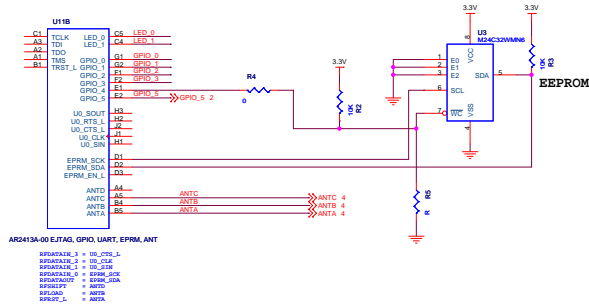 U11B
C1 TCLK LED_0 C5 LED_0
A3 TDI LED_1 C4 LED_1
A2 TDO
A1 TMS GPIO_0 G1 GPIO_0
B1 TRST_L GPIO_1 G2 GPIO_1
GPIO_2 F1 GPIO_2
GPIO_3 F2 GPIO_3
GPIO_4 E1
GPIO_5 E2 GPIO_5 GPIO_5 2
U0_SOUT H3
U0_RTS_L H2
U0_CTS_L J2
U0_CLK J1
U0_SIN H1
EPRM_SCK D1
EPRM_SDA D2
EPRM_EN_L D3
ANTD A4
ANTC A5 ANTC ANTC 4
ANTB B4 ANTB ANTB 4
ANTA B5 ANTA ANTA 4
R4
0
3.3V
R2
10K
3.3V
U3
M24C32WMN6
8 VCC
1 E0
2 E1
3 E2
SDA 5
6 SCL
7 WC
VSS
4
3.3V
R3
10K
EEPROM
R5
R
AR2413A-00 EJTAG, GPIO, UART, EPRM, ANT
RFDATAIN_3 = U0_CTS_L
RFDATAIN_2 = U0_CLK
RFDATAIN_1 = U0_SIN
RFDATAIN_0 = EPRM_SCK
RFDATAOUT = EPRM_SDA
RFSHIFT = ANTD
RFLOAD = ANTB
RFRST_L = ANTA